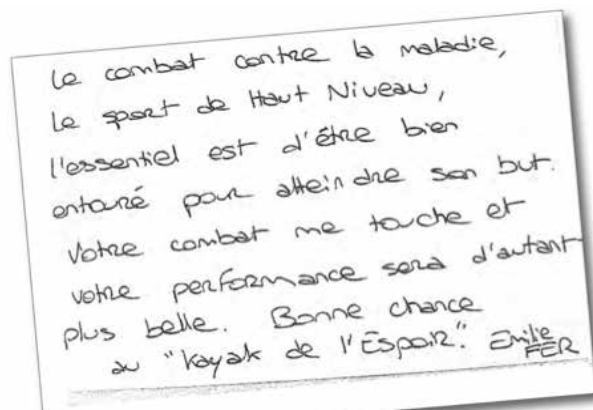 Le combat contre la maladie,
le sport de Haut Niveau,
l'essentiel est d'être bien
entouré pour atteindre son but.
Votre combat me touche et
votre performance sera d'autant
plus belle. Bonne chance
au "Kayak de l'Espoir". Emilie
FER